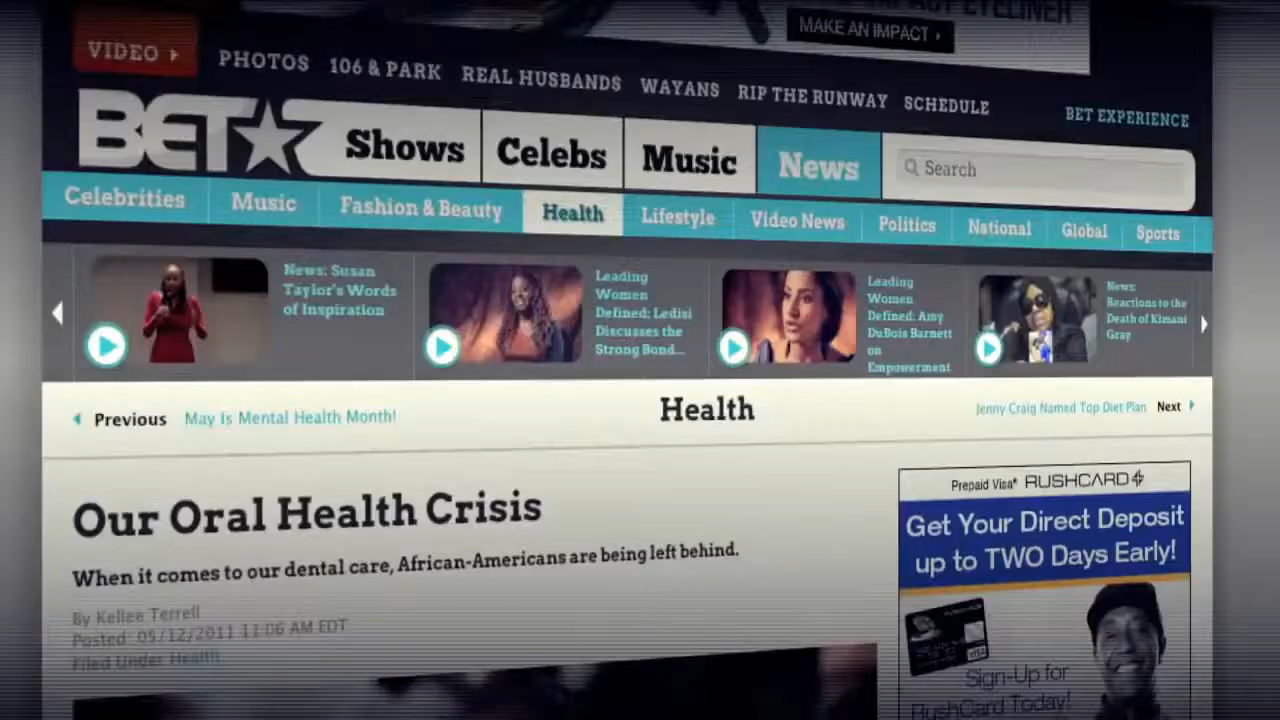 EYELINER
MAKE AN IMPACT
VIDEO
PHOTOS
106 & PARK
REAL HUSBANDS
WAYANS
RIP THE RUNWAY
SCHEDULE
BET EXPERIENCE
BET
Shows
Celebs
Music
News
Search
Celebrities
Music
Fashion & Beauty
Health
Lifestyle
Video News
Politics
National
Global
Sports
News: Susan
Taylor's Words
of Inspiration
Leading
Women
Defined: Ledisi
Discusses the
Strong Bond...
Leading
Women
Defined: Amy
DuBois Barnett
on
Empowerment
News:
Reactions to the
Death of Kimani
Gray
Previous
May Is Mental Health Month!
Health
Jenny Craig Named Top Diet Plan
Next
Our Oral Health Crisis
When it comes to our dental care, African-Americans are being left behind.
By Kellee Terrell
Posted: 05/12/2011 11:06 AM EDT
Filed Under Health
Prepaid Visa® RUSHCARD
Get Your Direct Deposit
up to TWO Days Early!
Sign-Up for
RushCard Today!